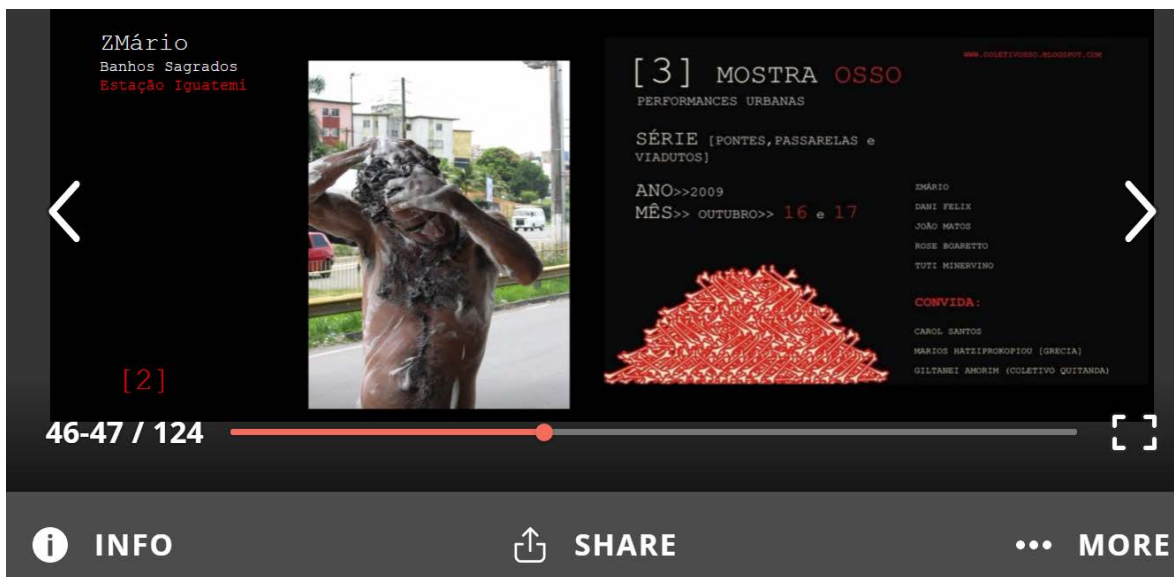 ZMário
Banhos Sagrados
Estação Iguatemi
[2]
WWW.COLETIVOOSSO.BLOGSPOT.COM
[3] MOSTRA OSSO
PERFORMANCES URBANAS
SÉRIE [PONTES,PASSARELAS e
VIADUTOS]
ANO>>2009
MÊS>> OUTUBRO>> 16 e 17
ZMÁRIO
DANI FELIX
JOÃO MATOS
ROSE BOARETTO
TUTI MINERVINO
CONVIDA:
CAROL SANTOS
MARIOS HATZIPROKOPIOU [GRECIA]
GILTANEI AMORIM (COLETIVO QUITANDA)
46-47 / 124
INFO
SHARE
MORE